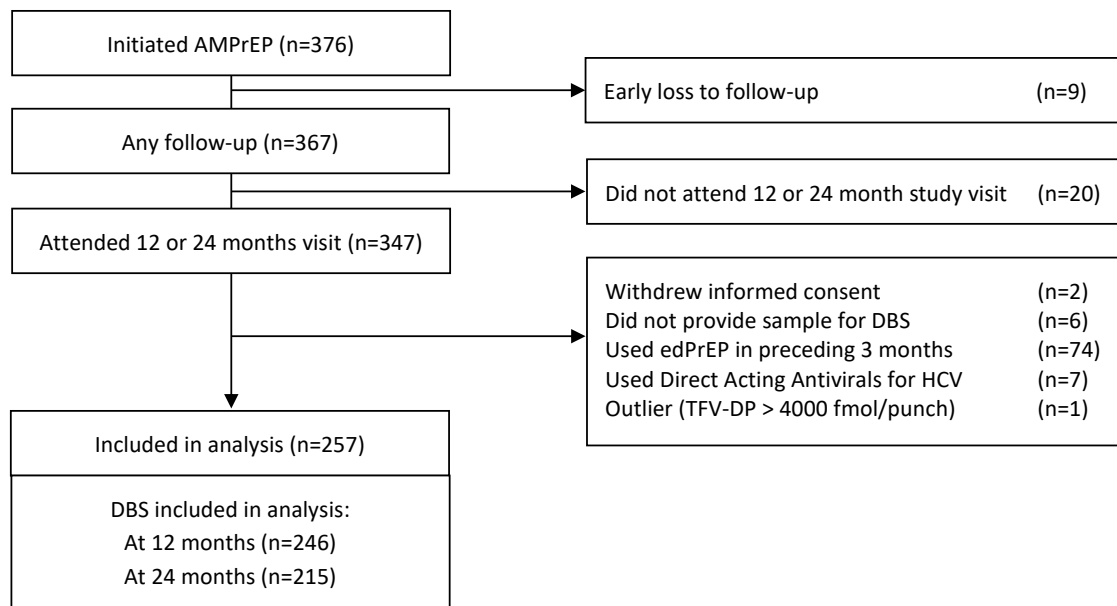 Initiated AMPrEP (n=376)
Early loss to follow-up (n=9)
Any follow-up (n=367)
Did not attend 12 or 24 month study visit (n=20)
Attended 12 or 24 months visit (n=347)
Withdrew informed consent (n=2)
Did not provide sample for DBS (n=6)
Used edPrEP in preceding 3 months (n=74)
Used Direct Acting Antivirals for HCV (n=7)
Outlier (TFV-DP > 4000 fmol/punch) (n=1)
Included in analysis (n=257)
DBS included in analysis:
At 12 months (n=246)
At 24 months (n=215)